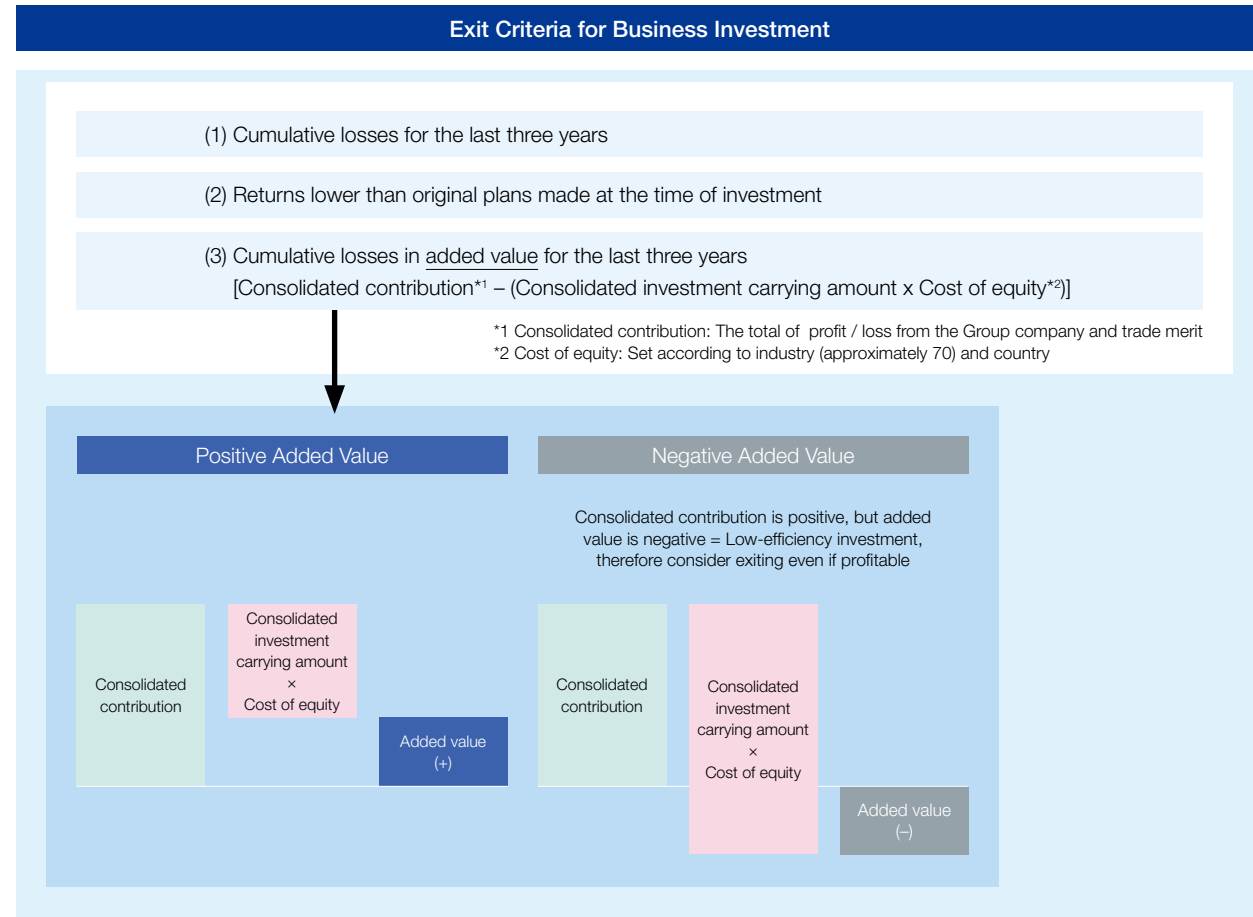 Exit Criteria for Business Investment
(1) Cumulative losses for the last three years
(2) Returns lower than original plans made at the time of investment
(3) Cumulative losses in added value for the last three years
[Consolidated contribution*1 – (Consolidated investment carrying amount x Cost of equity*2)]
*1 Consolidated contribution: The total of profit / loss from the Group company and trade merit
*2 Cost of equity: Set according to industry (approximately 70) and country
Positive Added Value
Consolidated
contribution
Consolidated
investment
carrying amount
×
Cost of equity
Added value
(+)
Negative Added Value
Consolidated contribution is positive, but added
value is negative = Low-efficiency investment,
therefore consider exiting even if profitable
Consolidated
contribution
Consolidated
investment
carrying amount
×
Cost of equity
Added value
(–)